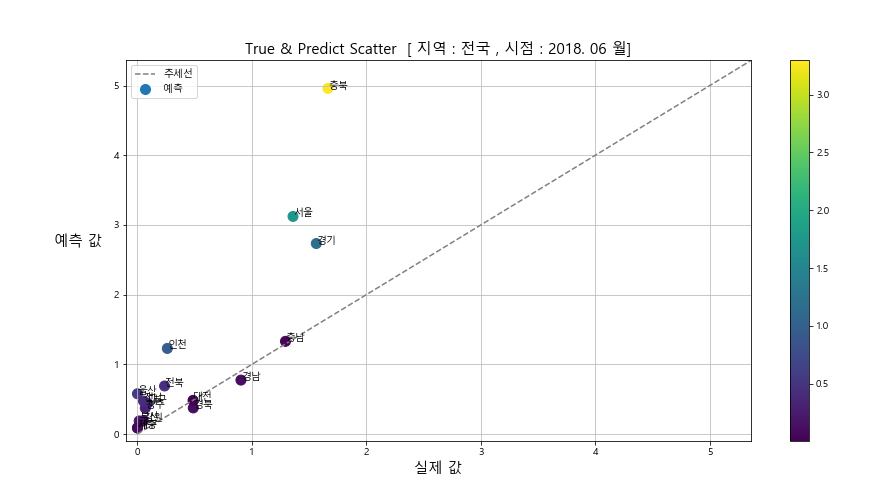 True & Predict Scatter [ 지역 : 전국 , 시점 : 2018. 06 월]
주세선
예측
충북
서울
경기
충남
인천
경남
전북
대전
경북
울산
예측 값
실제 값
0
1
2
3
4
5
0
1
2
3
4
5
3.0
2.5
2.0
1.5
1.0
0.5